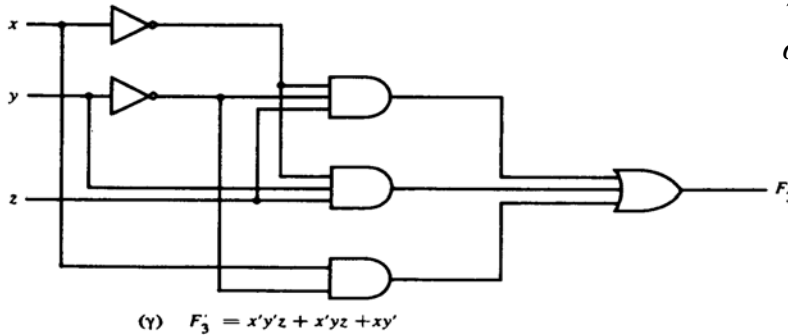 x
y
z
(γ) F₃ = x'y'z + x'yz + xy'